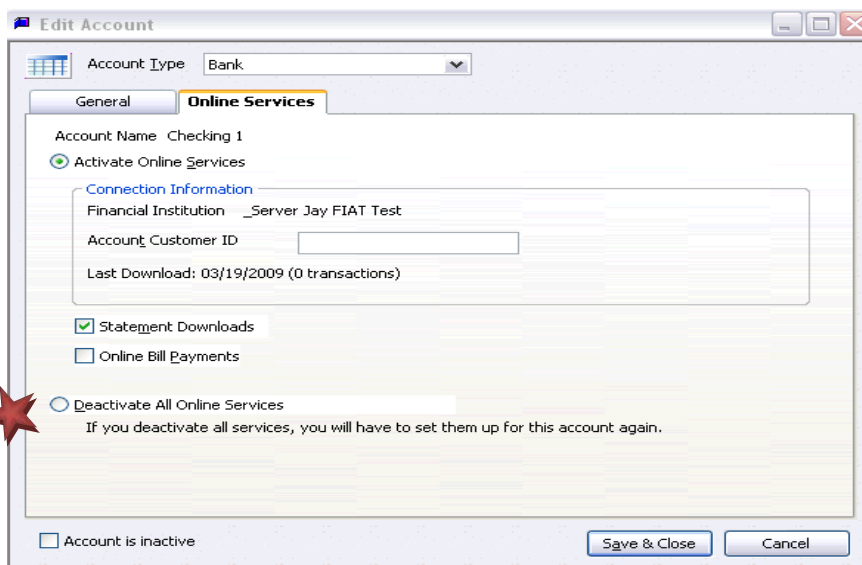 Edit Account
Account Type Bank
General Online Services
Account Name Checking 1
Activate Online Services
Connection Information
Financial Institution _Server Jay FIAT Test
Account Customer ID
Last Download: 03/19/2009 (0 transactions)
Statement Downloads
Online Bill Payments
Deactivate All Online Services
If you deactivate all services, you will have to set them up for this account again.
Account is inactive Save & Close Cancel